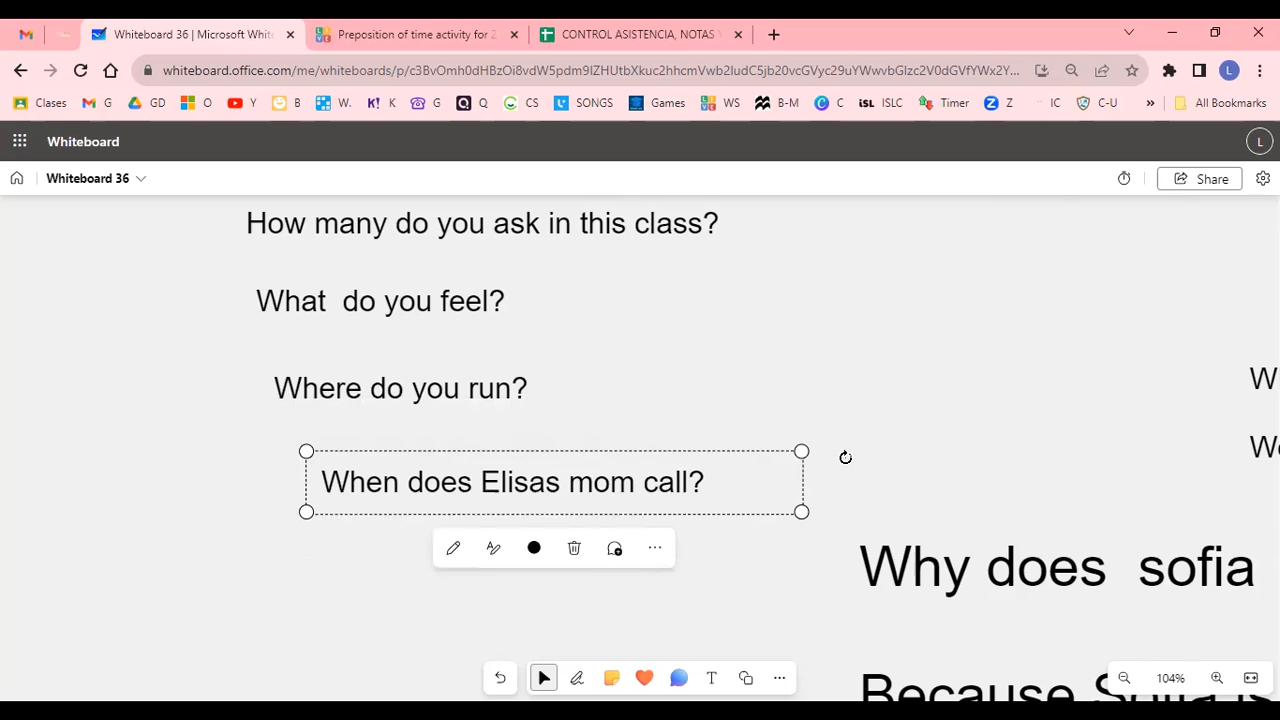 Whiteboard 36 | Microsoft Whit
Preposition of time activity for 2
CONTROL ASISTENCIA, NOTAS
whiteboard.office.com/me/whiteboards/p/
Clases
G
GD
O
Y
B
W.
K
G
Q
CS
SONGS
Games
WS
B-M
C
ISLC
Timer
Z
IC
C-U
»
All Bookmarks
L
Whiteboard
L
Whiteboard 36
Share
How many do you ask in this class?
What do you feel?
Where do you run?
When does Elisas mom call?
W
Why does sofia
Because Sofia is
104%